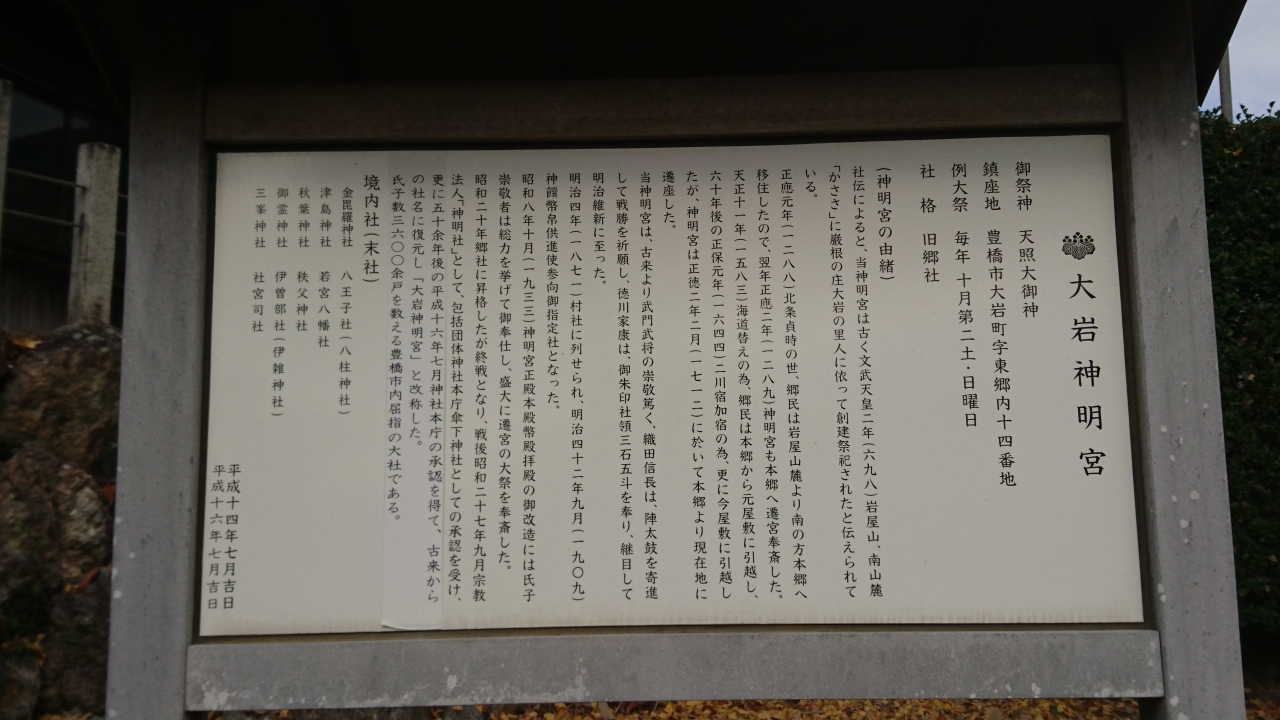 大岩神明宮
御祭神 天照大御神
鎮座地 豊橋市大岩町字東郷内十四番地
例大祭 毎年 十月第二土・日曜日
社 格 旧郷社
(神明宮の由緒)
社伝によると、当神明宮は古く文武天皇二年(六九八)岩屋山、南山麓
「かささ」に巌根の庄大岩の里人に依って創建祭祀されたと伝えられて
いる。
正應元年(一二八八)北条貞時の世、郷民は岩屋山麓より南の方本郷へ
移住したので、翌年正應二年(一二八九)神明宮も本郷へ遷宮奉斎した。
天正十一年(一五八三)海道替えの為、郷民は本郷から元屋敷に引越し、
六十年後の正保元年(一六四四)二川宿加宿の為、更に今屋敷に引越し
たが、神明宮は正徳二年二月(一七一二)に於いて本郷より現在地に
遷座した。
当神明宮は、古来より武門武将の崇敬篤く、織田信長は、陣太鼓を寄進
して戦勝を祈願し、徳川家康は、御朱印社領三石五斗を奉り、継目して
明治維新に至った。
明治四年(一八七一)村社に列せられ、明治四十二年九月(一九〇九)
神饌幣帛供進使参向御指定社となった。
昭和八年十月(一九三三)神明宮正殿本殿幣殿拝殿の御改造には氏子
崇敬者は総力を挙げて御奉仕し、盛大に遷宮の大祭を奉斎した。
昭和二十年郷社に昇格したが終戦となり、戦後昭和二十七年九月宗教
法人「神明社」として、包括団体神社本庁傘下神社としての承認を受け、
更に五十余年後の平成十六年七月神社本庁の承認を得て、古来から
の社名に復元し「大岩神明宮」と改称した。
氏子数三六〇〇余戸を数える豊橋市内屈指の大社である。
境内社(末社)
金毘羅神社 八王子社(八柱神社)
津島神社 若宮八幡社
秋葉神社 秩父神社
御霊神社 伊曽部社(伊雑神社)
三峯神社 社宮司社
平成十四年七月吉日
平成十六年七月吉日